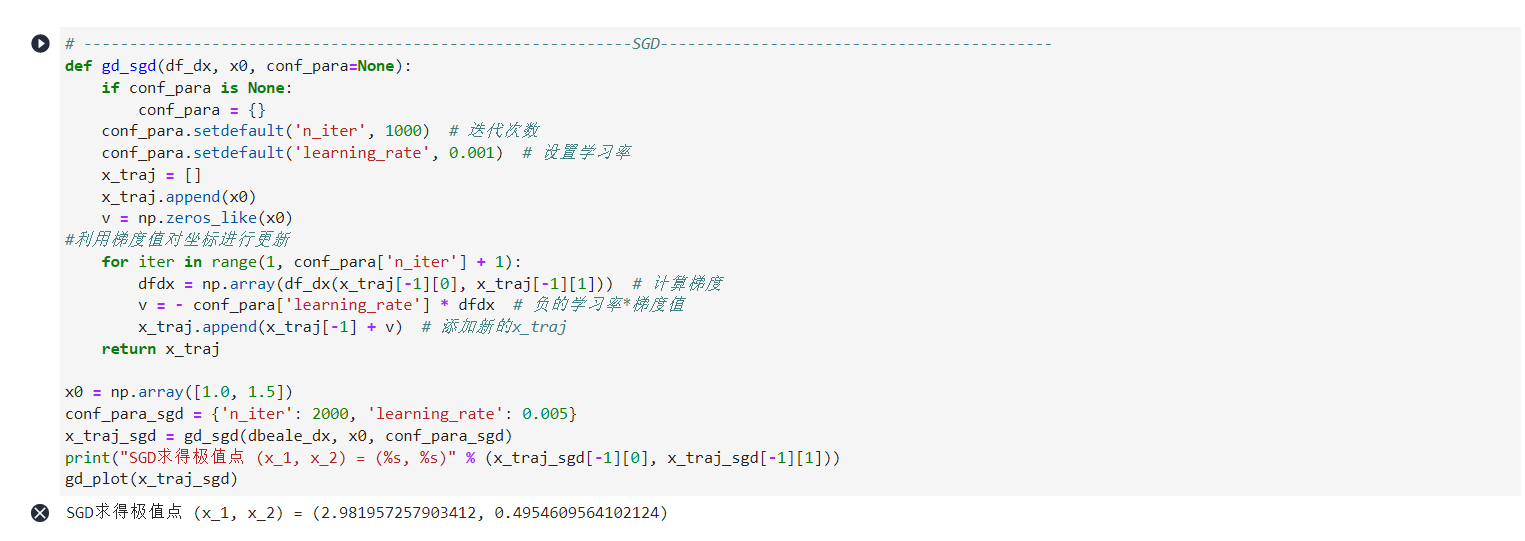 # ------------------------------------------------------------SGD-------------------------------------------
def gd_sgd(df_dx, x0, conf_para=None):
    if conf_para is None:
        conf_para = {}
    conf_para.setdefault('n_iter', 1000)  # 迭代次数
    conf_para.setdefault('learning_rate', 0.001)  # 设置学习率
    x_traj = []
    x_traj.append(x0)
    v = np.zeros_like(x0)
#利用梯度值对坐标进行更新
    for iter in range(1, conf_para['n_iter'] + 1):
        dfdx = np.array(df_dx(x_traj[-1][0], x_traj[-1][1]))  # 计算梯度
        v = - conf_para['learning_rate'] * dfdx  # 负的学习率*梯度值
        x_traj.append(x_traj[-1] + v)  # 添加新的x_traj
    return x_traj

x0 = np.array([1.0, 1.5])
conf_para_sgd = {'n_iter': 2000, 'learning_rate': 0.005}
x_traj_sgd = gd_sgd(dbeale_dx, x0, conf_para_sgd)
print("SGD求得极值点 (x_1, x_2) = (%s, %s)" % (x_traj_sgd[-1][0], x_traj_sgd[-1][1]))
gd_plot(x_traj_sgd)
SGD求得极值点 (x_1, x_2) = (2.981957257903412, 0.4954609564102124)